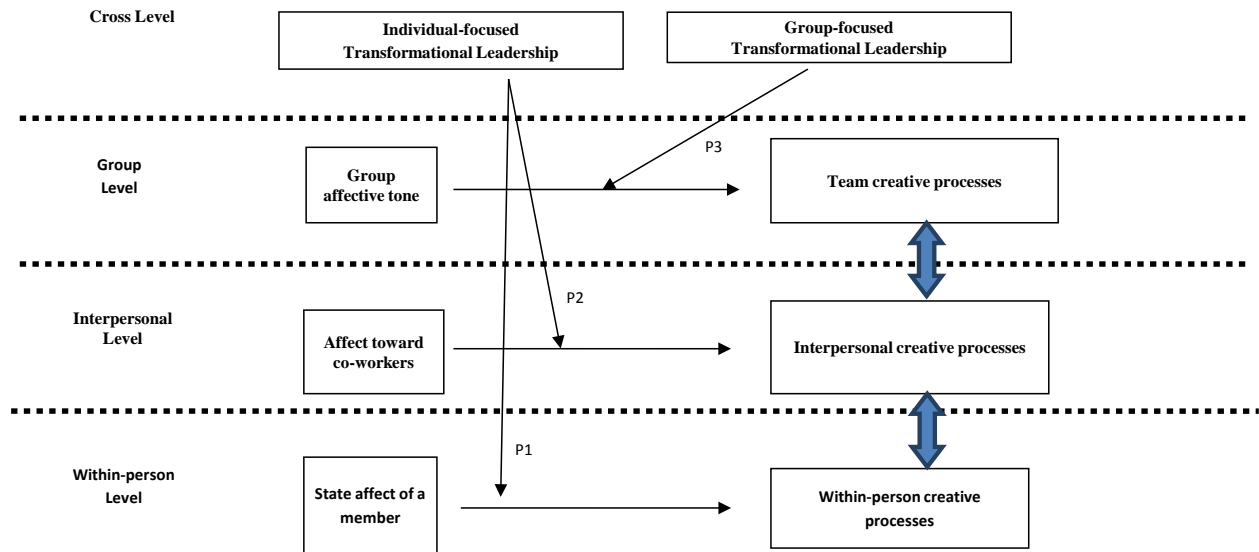 Cross Level
Individual-focused
Transformational Leadership
Group-focused
Transformational Leadership
Group
Level
Group
affective tone
P3
Team creative processes
Interpersonal
Level
Affect toward
co-workers
P2
Interpersonal creative processes
Within-person
Level
State affect of a
member
P1
Within-person creative
processes